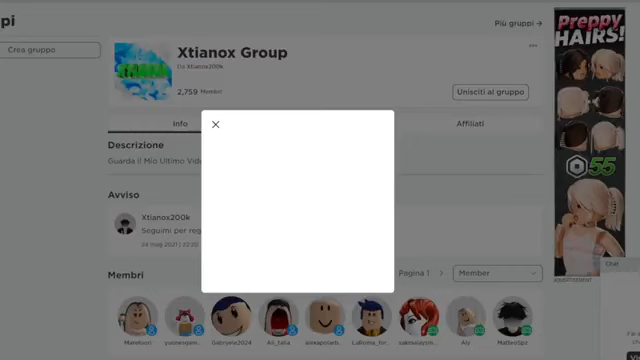 pi
Più gruppi →
Crea gruppo
Xtianox Group
Da Xtianox200k
2,759 Membri
Unisciti al gruppo
Info
Affiliati
Descrizione
Guarda il Mio Ultimo Vid
Avviso
Xtianox200k
Seguimi per reg
24 mag 2021 | 22:20
Membri
Pagina 1
Member
Gabryele2024
Preppy
HAIRS!
55
Chat